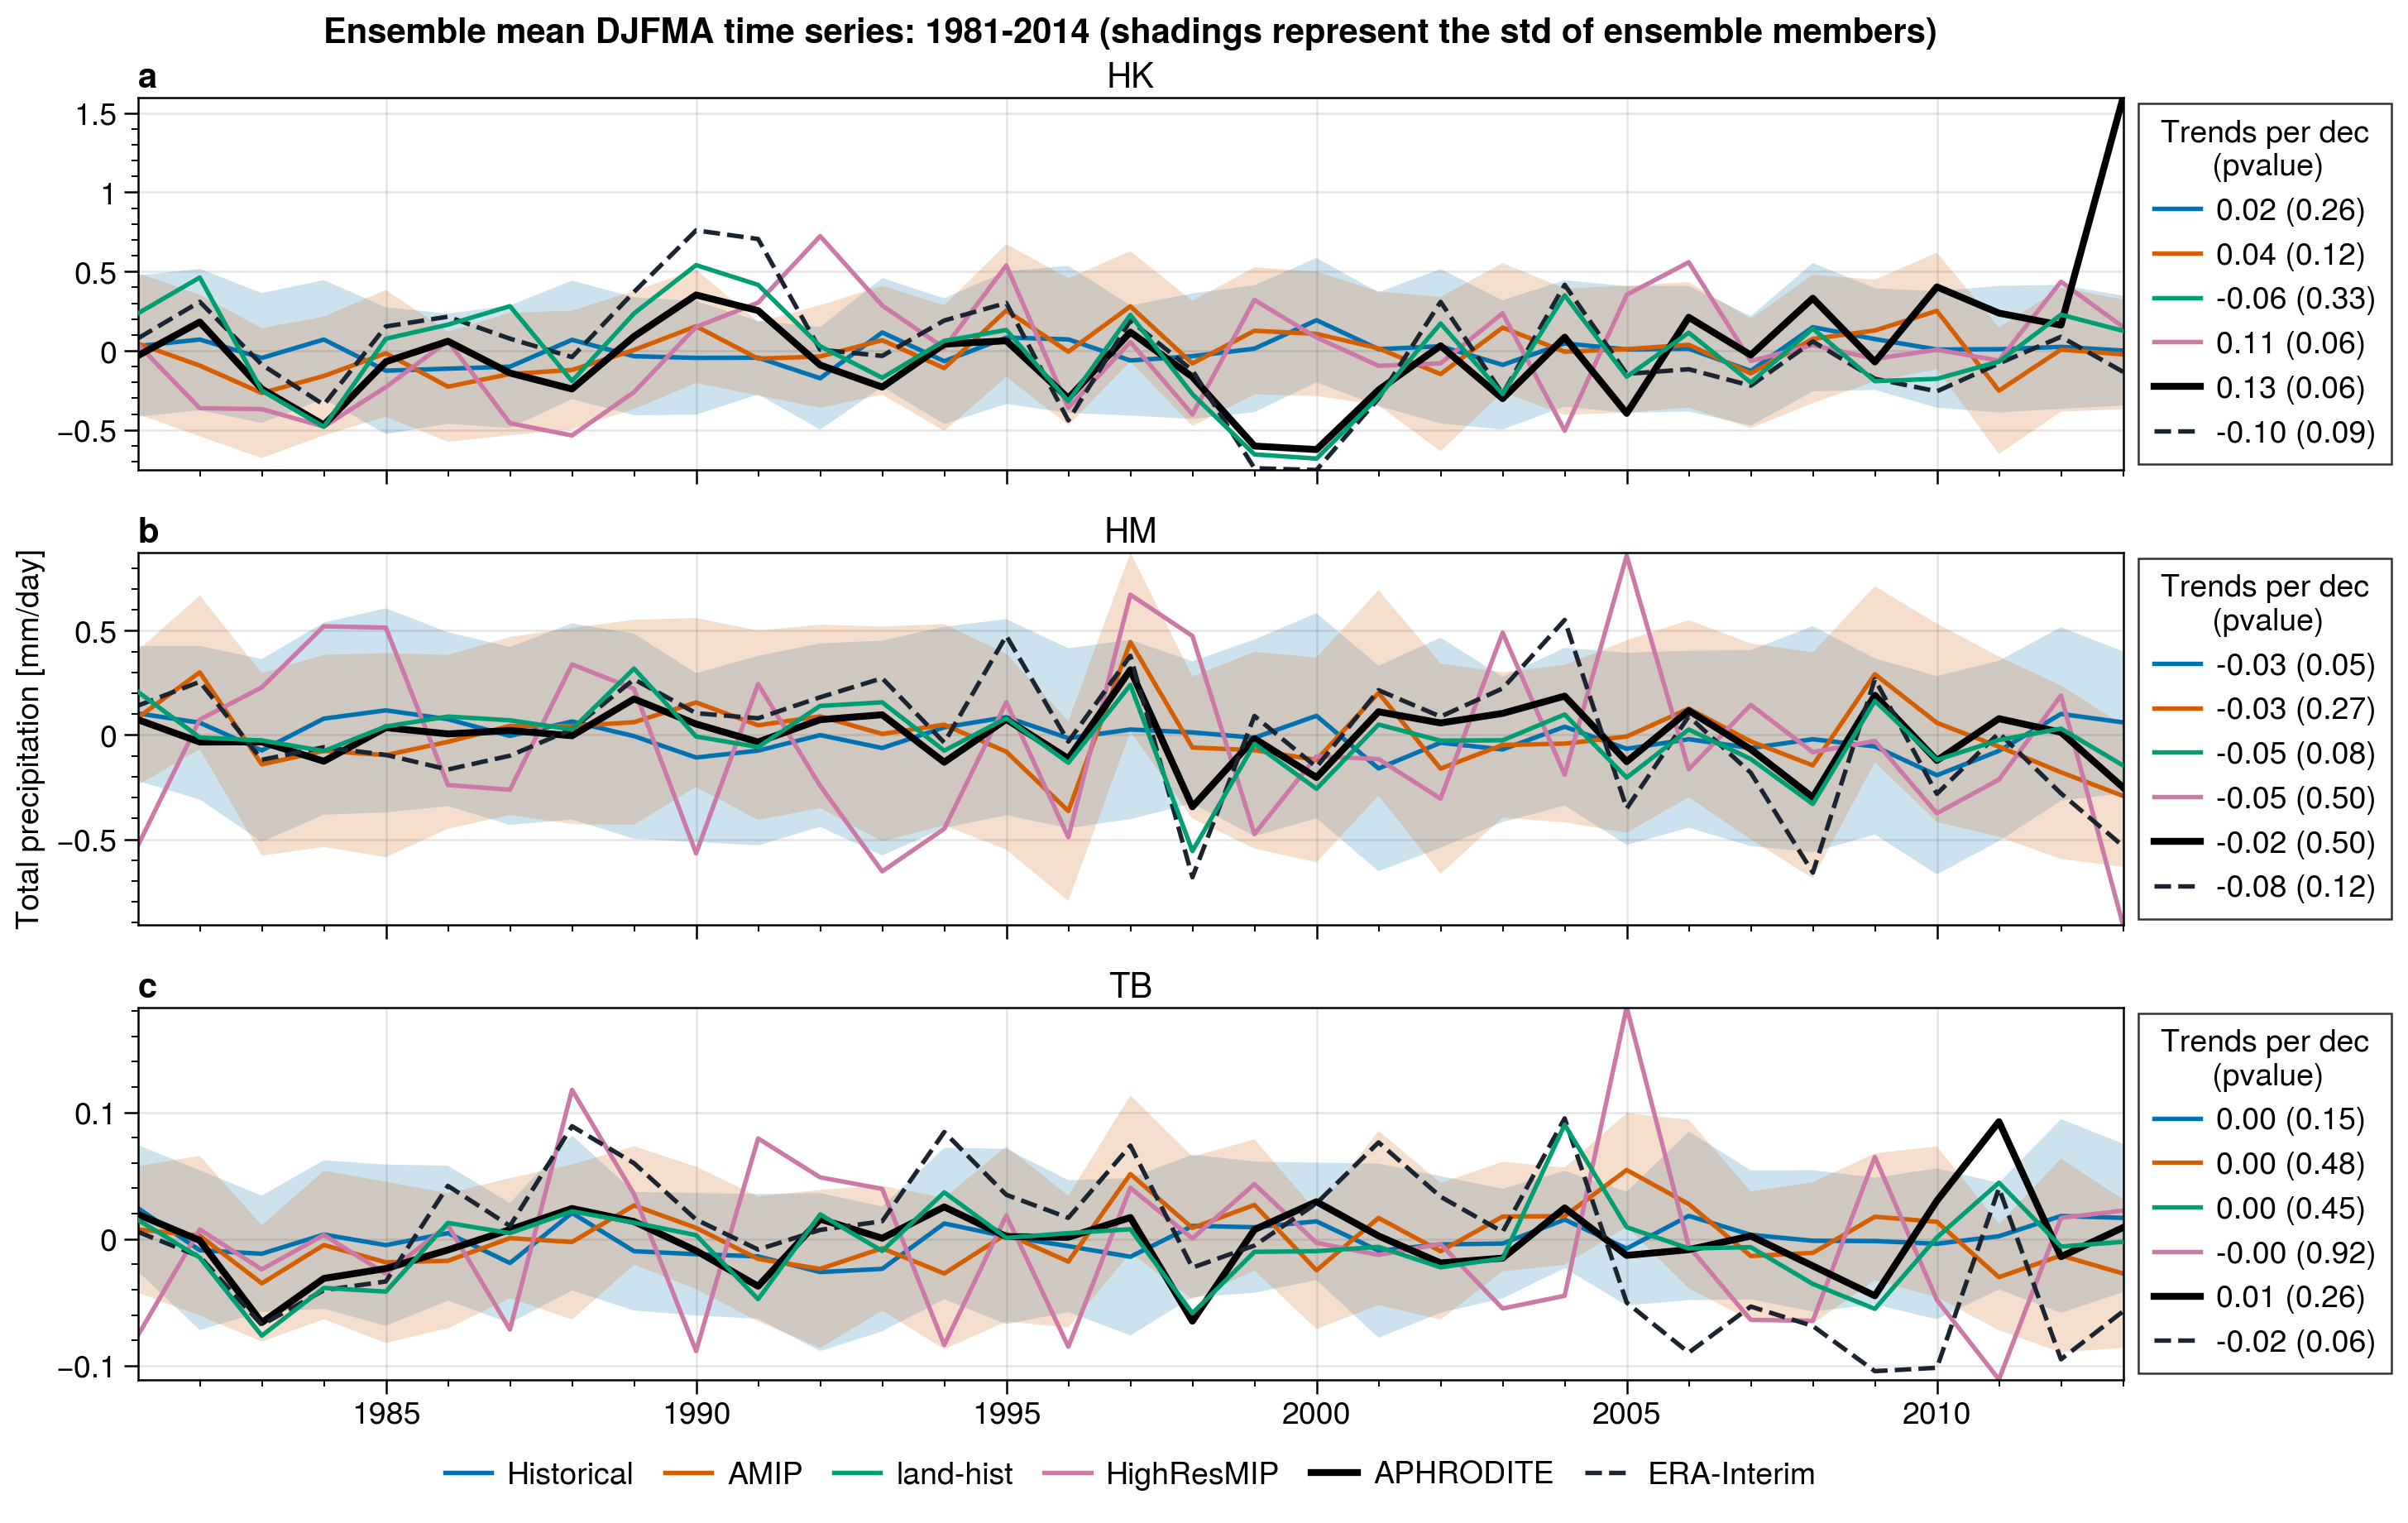 Ensemble mean DJFMA time series: 1981-2014 (shadings represent the std of ensemble members)
a
HK
1.5
1
0.5
0
−0.5
Trends per dec
(pvalue)
0.02 (0.26)
0.04 (0.12)
-0.06 (0.33)
0.11 (0.06)
0.13 (0.06)
-0.10 (0.09)
b
HM
Total precipitation [mm/day]
0.5
0
−0.5
Trends per dec
(pvalue)
-0.03 (0.05)
-0.03 (0.27)
-0.05 (0.08)
-0.05 (0.50)
-0.02 (0.50)
-0.08 (0.12)
c
TB
0.1
0
−0.1
Trends per dec
(pvalue)
0.00 (0.15)
0.00 (0.48)
0.00 (0.45)
-0.00 (0.92)
0.01 (0.26)
-0.02 (0.06)
1985 1990 1995 2000 2005 2010
Historical AMIP land-hist HighResMIP APHRODITE ERA-Interim